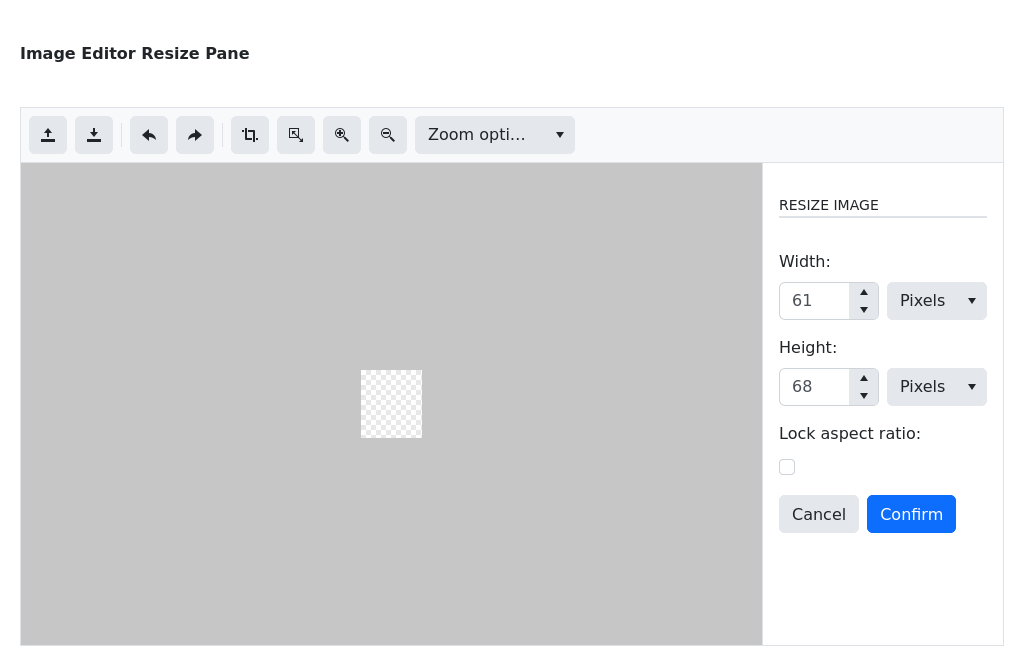 Image Editor Resize Pane
Zoom opti...
RESIZE IMAGE
Width:
61 Pixels
Height:
68 Pixels
Lock aspect ratio:
Cancel Confirm